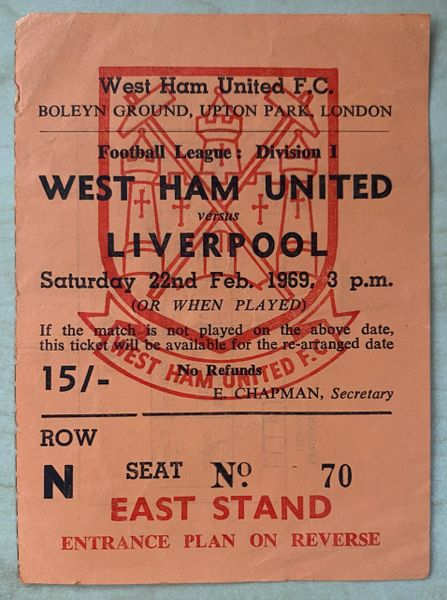 West Ham United F.C.
BOLEYN GROUND, UPTON PARK, LONDON
Football League: Division I
WEST HAM UNITED
versus
LIVERPOOL
Saturday 22nd Feb. 1969, 3 p.m.
(OR WHEN PLAYED)
If the match is not played on the above date,
this ticket will be available for the re-arranged date
15/-
No Refunds
WEST HAM UNITED F.C.
E. CHAPMAN, Secretary
ROW
N
SEAT No 70
EAST STAND
ENTRANCE PLAN ON REVERSE